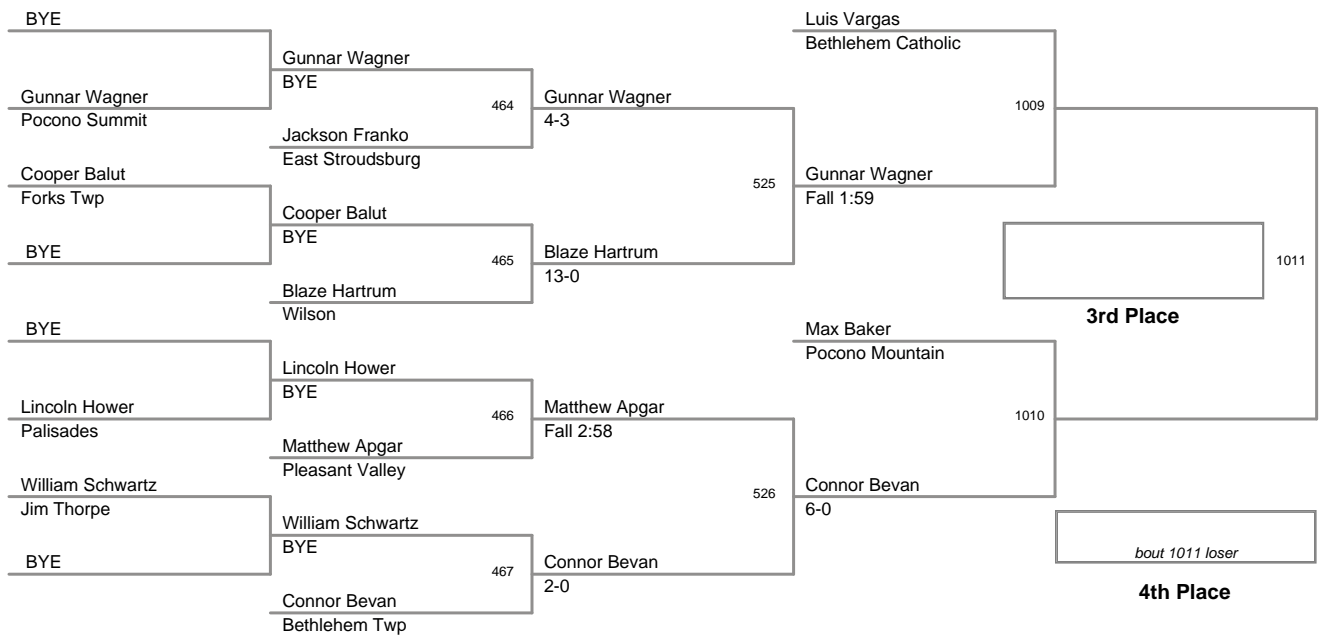 BYE
Gunnar Wagner
Pocono Summit
Cooper Balut
Forks Twp
BYE
BYE
Lincoln Hower
Palisades
William Schwartz
Jim Thorpe
BYE
Gunnar Wagner
BYE
464
Jackson Franko
East Stroudsburg
Cooper Balut
BYE
465
Blaze Hartrum
Wilson
Lincoln Hower
BYE
466
Matthew Apgar
Pleasant Valley
William Schwartz
BYE
467
Connor Bevan
Bethlehem Twp
Gunnar Wagner
4-3
525
Blaze Hartrum
13-0
Matthew Apgar
Fall 2:58
526
Connor Bevan
2-0
Luis Vargas
Bethlehem Catholic
1009
Gunnar Wagner
Fall 1:59
Max Baker
Pocono Mountain
1010
Connor Bevan
6-0
1011
3rd Place
bout 1011 loser
4th Place